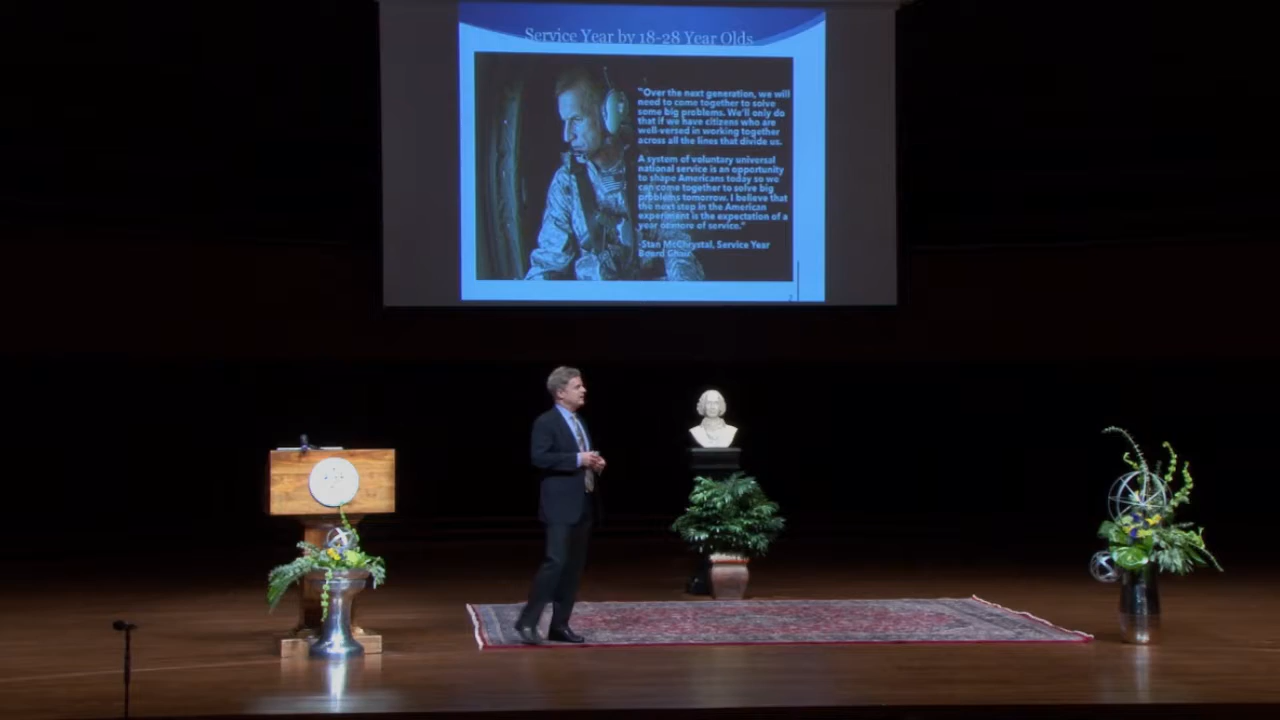 Service Year by 18-28 Year Olds
"Over the next generation, we will
need to come together to solve
some big problems. We'll only do
that if we have citizens who are
well-versed in working together
across all the lines that divide us.
A system of voluntary universal
national service is an opportunity
to shape Americans today so we
can come together to solve big
problems tomorrow. I believe that
the next step in the American
experiment is the expectation of a
year or more of service."
-Stan McChrystal, Service Year
Board Chair
2